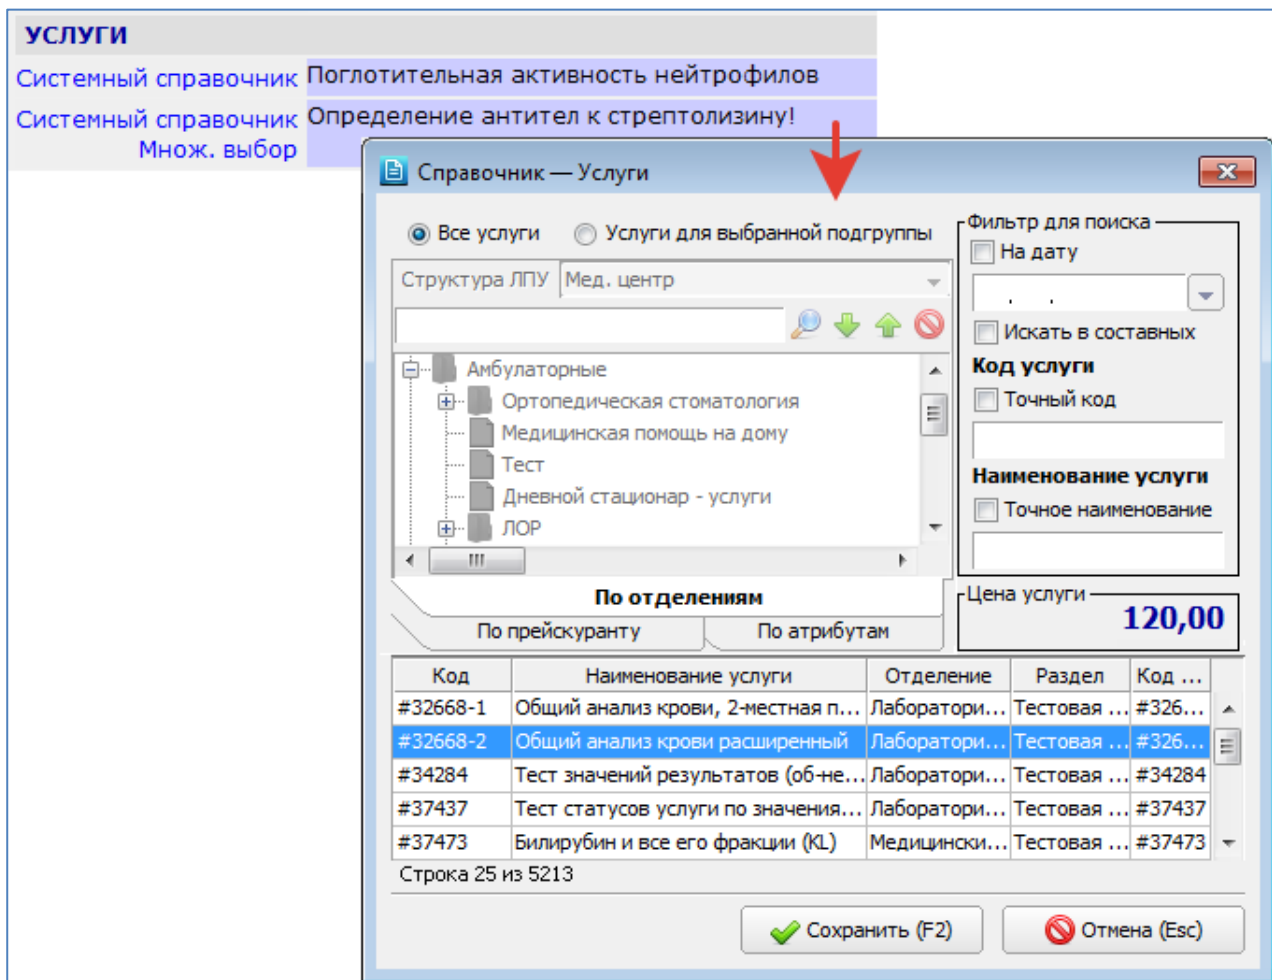 УСЛУГИ
Системный справочник Поглотительная активность нейтрофилов
Системный справочник Определение антител к стрептолизину!
Множ. выбор
Справочник — Услуги
Все услуги Услуги для выбранной подгруппы
Структура ЛПУ Мед. центр
Амбулаторные
Ортопедическая стоматология
Медицинская помощь на дому
Тест
Дневной стационар - услуги
ЛОР
По отделениям
По прейскуранту По атрибутам
Фильтр для поиска
На дату
. .
Искать в составных
Код услуги
Точный код
Наименование услуги
Точное наименование
Цена услуги
120,00
Код Наименование услуги Отделение Раздел Код ...
#32668-1 Общий анализ крови, 2-местная п... Лаборатори... Тестовая ... #326...
#32668-2 Общий анализ крови расширенный Лаборатори... Тестовая ... #326...
#34284 Тест значений результатов (об-не... Лаборатори... Тестовая ... #34284
#37437 Тест статусов услуги по значения... Лаборатори... Тестовая ... #37437
#37473 Билирубин и все его фракции (KL) Медицински... Тестовая ... #37473
Строка 25 из 5213
Сохранить (F2) Отмена (Esc)